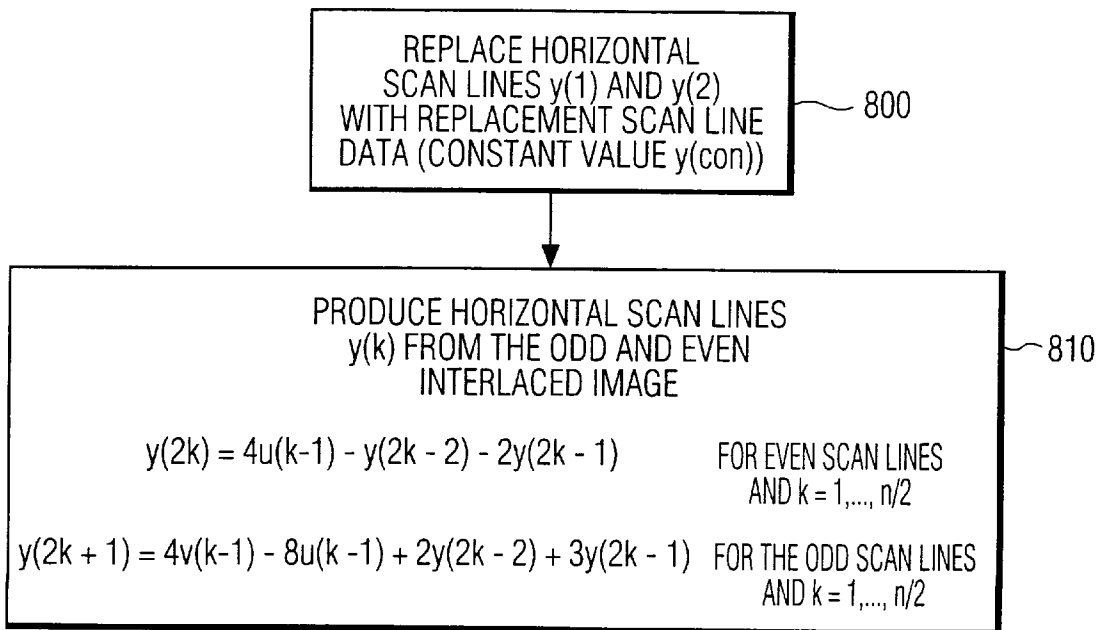 REPLACE HORIZONTAL
SCAN LINES y(1) AND y(2)
WITH REPLACEMENT SCAN LINE
DATA (CONSTANT VALUE y(con))
800
PRODUCE HORIZONTAL SCAN LINES
y(k) FROM THE ODD AND EVEN
INTERLACED IMAGE
810
y(2k) = 4u(k-1) - y(2k - 2) - 2y(2k - 1) FOR EVEN SCAN LINES
AND k = 1,..., n/2
y(2k + 1) = 4v(k-1) - 8u(k -1) + 2y(2k - 2) + 3y(2k - 1) FOR THE ODD SCAN LINES
AND k = 1,..., n/2